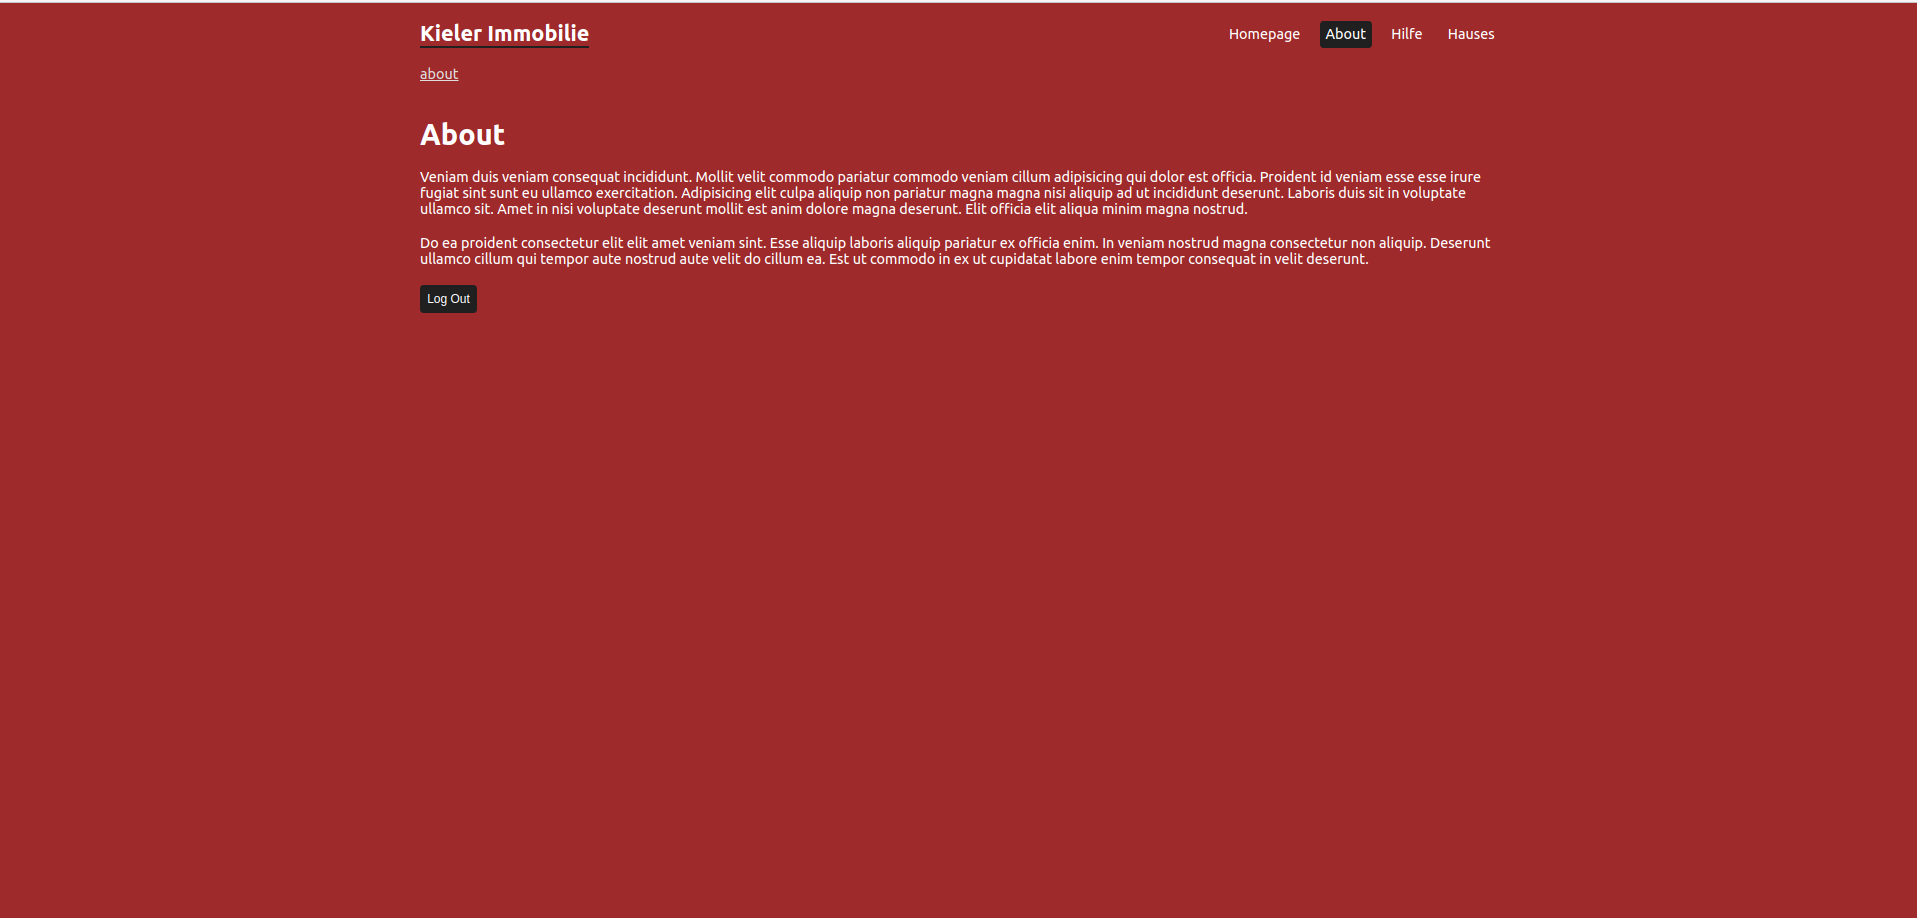 Kieler Immobilie
Homepage About Hilfe Hauses
about
About
Veniam duis veniam consequat incididunt. Mollit velit commodo pariatur commodo veniam cillum adipisicing qui dolor est officia. Proident id veniam esse esse irure
fugiat sint sunt eu ullamco exercitation. Adipisicing elit culpa aliquip non pariatur magna magna nisi aliquip ad ut incididunt deserunt. Laboris duis sit in voluptate
ullamco sit. Amet in nisi voluptate deserunt mollit est anim dolore magna deserunt. Elit officia elit aliqua minim magna nostrud.
Do ea proident consectetur elit elit amet veniam sint. Esse aliquip laboris aliquip pariatur ex officia enim. In veniam nostrud magna consectetur non aliquip. Deserunt
ullamco cillum qui tempor aute nostrud aute velit do cillum ea. Est ut commodo in ex ut cupidatat labore enim tempor consequat in velit deserunt.
Log Out